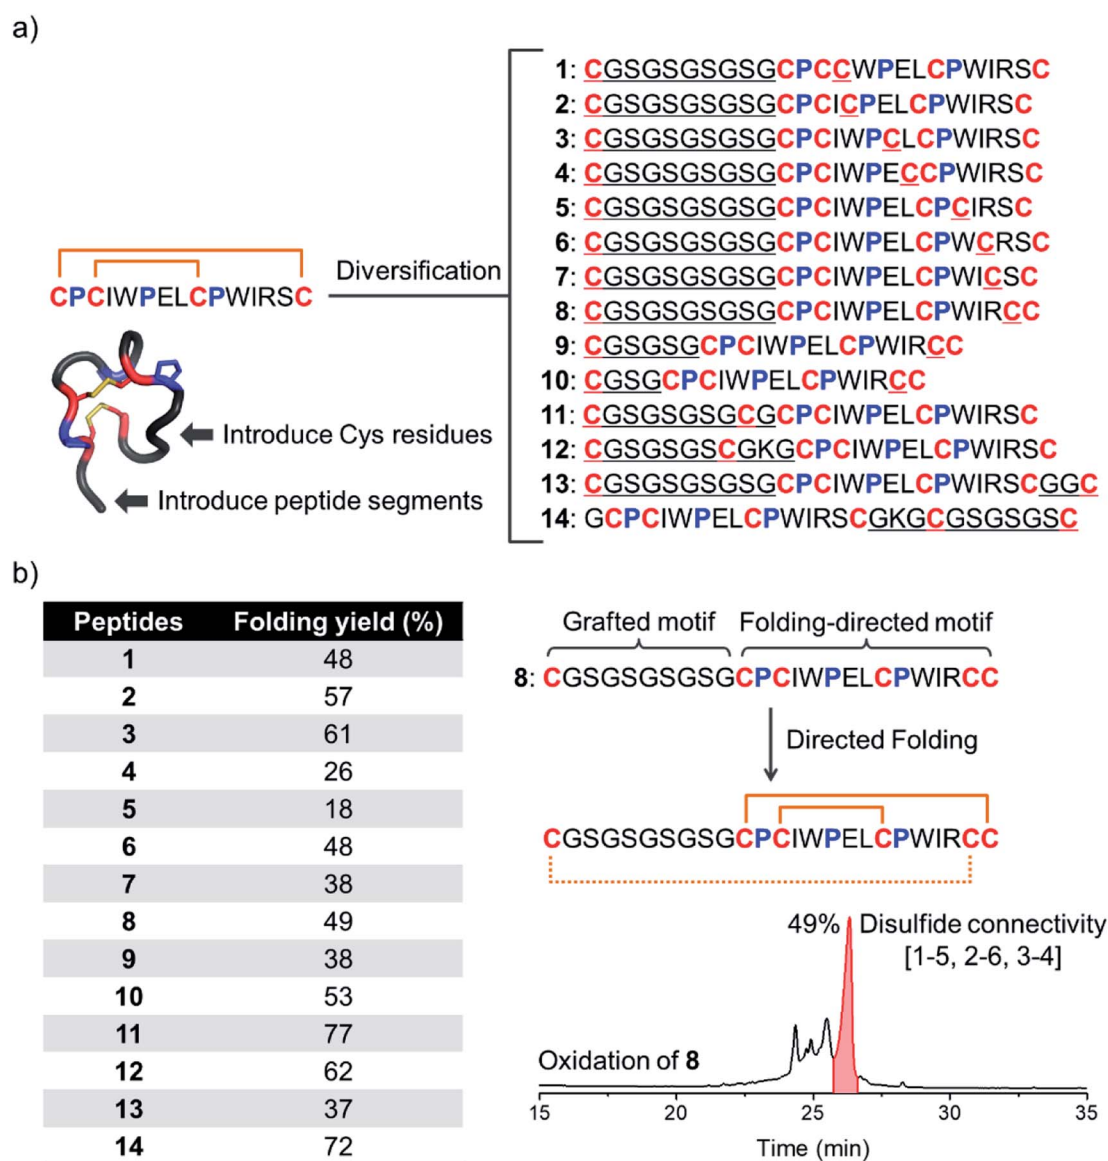 a)
1: CGSGSGSGSGCPCCWPELCPWIRSC
2: CGSGSGSGSGCPCICPELCPWIRSC
3: CGSGSGSGSGCPCIWPCLCPWIRSC
4: CGSGSGSGSGCPCIWPECCPWIRSC
5: CGSGSGSGSGCPCIWPELCPCIRSC
6: CGSGSGSGSGCPCIWPELCPWCRSC
7: CGSGSGSGSGCPCIWPELCPWICSC
8: CGSGSGSGSGCPCIWPELCPWIRCC
9: CGSGSGCPCIWPELCPWIRCC
10: CGSGCPCIWPELCPWIRCC
11: CGSGSGSGCGCPCIWPELCPWIRSC
12: CGSGSGSCGKGCPCIWPELCPWIRSC
13: CGSGSGSGSGCPCIWPELCPWIRSCGGC
14: GCPCIWPELCPWIRSCGKGCGSGSGSC
CPCIWPELCPWIRSC
Diversification
Introduce Cys residues
Introduce peptide segments
b)
Peptides Folding yield (%)
1 48
2 57
3 61
4 26
5 18
6 48
7 38
8 49
9 38
10 53
11 77
12 62
13 37
14 72
Grafted motif Folding-directed motif
8: CGSGSGSGSGCPCIWPELCPWIRCC
Directed Folding
CGSGSGSGSGCPCIWPELCPWIRCC
49% Disulfide connectivity
[1-5, 2-6, 3-4]
Oxidation of 8
15 20 25 30 35
Time (min)